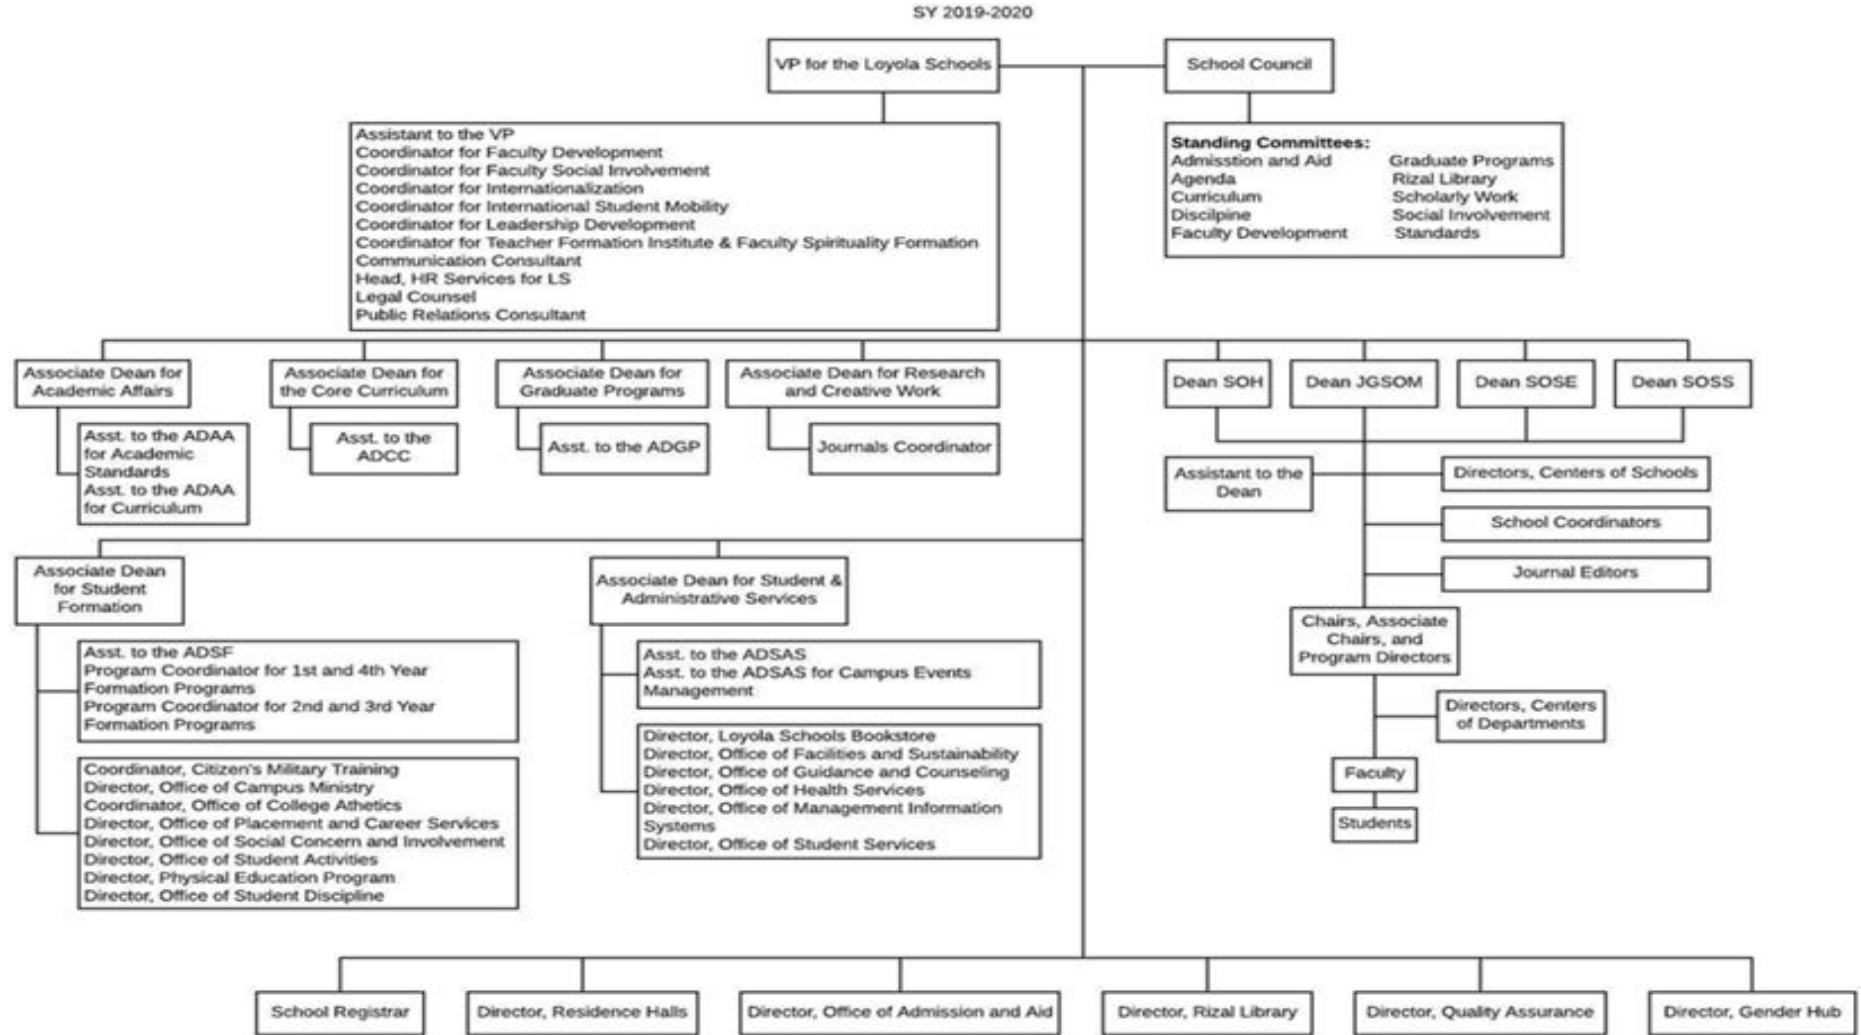 SY 2019-2020
VP for the Loyola Schools
School Council
Assistant to the VP
Coordinator for Faculty Development
Coordinator for Faculty Social Involvement
Coordinator for Internationalization
Coordinator for International Student Mobility
Coordinator for Leadership Development
Coordinator for Teacher Formation Institute & Faculty Spirituality Formation
Communication Consultant
Head, HR Services for LS
Legal Counsel
Public Relations Consultant
Standing Committees:
Admisstion and Aid
Agenda
Curriculum
Discilpine
Faculty Development
Graduate Programs
Rizal Library
Scholarly Work
Social Involvement
Standards
Associate Dean for
Academic Affairs
Associate Dean for
the Core Curriculum
Associate Dean for
Graduate Programs
Associate Dean for Research
and Creative Work
Dean SOH
Dean JGSOM
Dean SOSE
Dean SOSS
Asst. to the ADAA
for Academic
Standards
Asst. to the ADAA
for Curriculum
Asst. to the
ADCC
Asst. to the ADGP
Journals Coordinator
Assistant to the
Dean
Directors, Centers of Schools
School Coordinators
Journal Editors
Associate Dean
for Student
Formation
Associate Dean for Student &
Administrative Services
Chairs, Associate
Chairs, and
Program Directors
Asst. to the ADSF
Program Coordinator for 1st and 4th Year
Formation Programs
Program Coordinator for 2nd and 3rd Year
Formation Programs
Asst. to the ADSAS
Asst. to the ADSAS for Campus Events
Management
Directors, Centers
of Departments
Coordinator, Citizen's Military Training
Director, Office of Campus Ministry
Coordinator, Office of College Athetics
Director, Office of Placement and Career Services
Director, Office of Social Concern and Involvement
Director, Office of Student Activities
Director, Physical Education Program
Director, Office of Student Discipline
Director, Loyola Schools Bookstore
Director, Office of Facilities and Sustainability
Director, Office of Guidance and Counseling
Director, Office of Health Services
Director, Office of Management Information
Systems
Director, Office of Student Services
Faculty
Students
School Registrar
Director, Residence Halls
Director, Office of Admission and Aid
Director, Rizal Library
Director, Quality Assurance
Director, Gender Hub